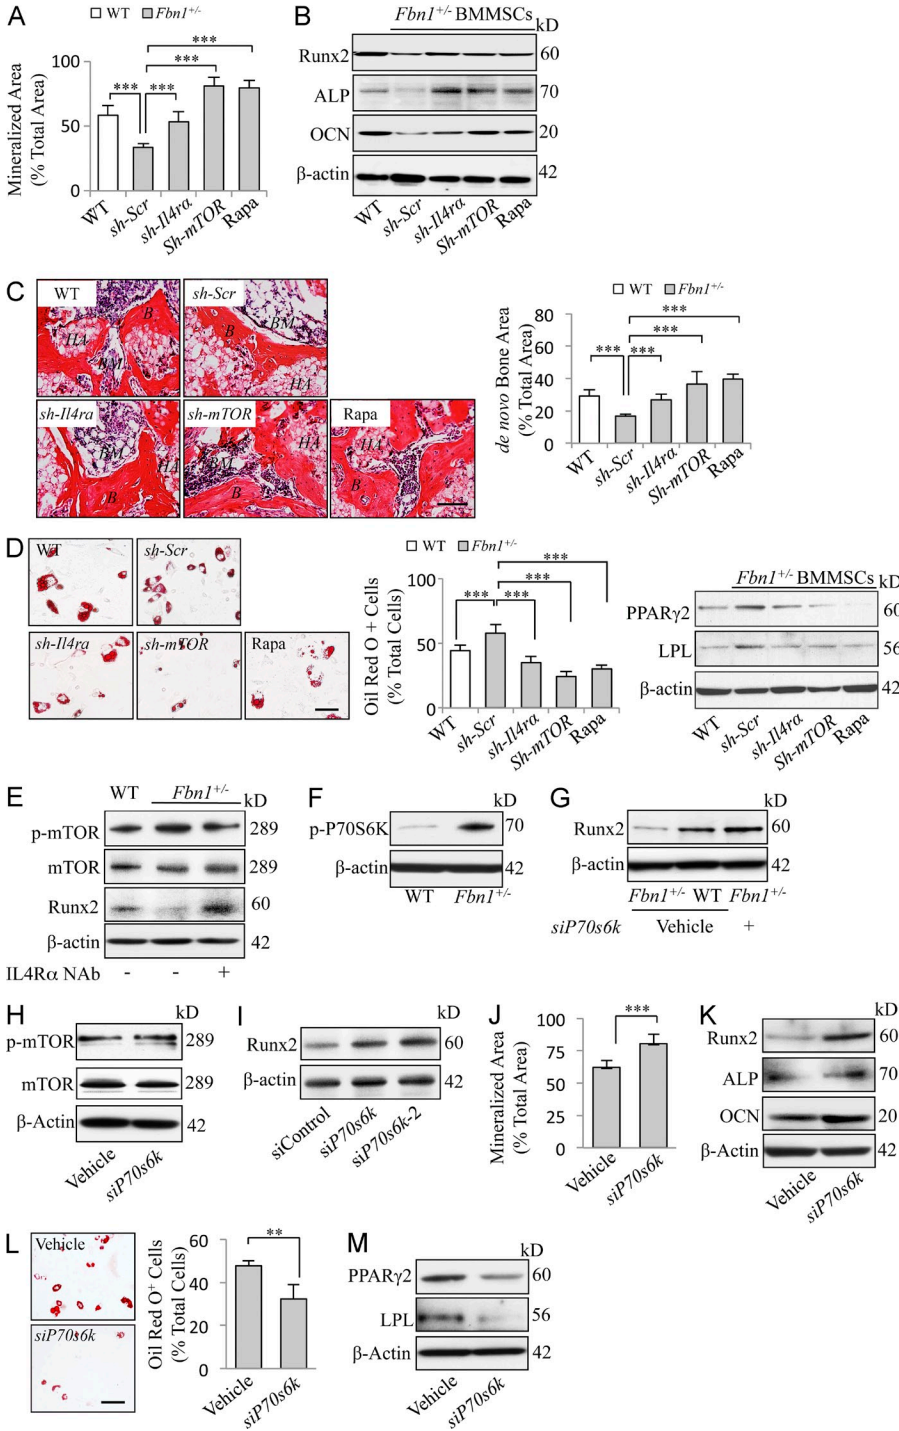 A
WT Fbn1+/-
***
***
*** ***
Mineralized Area
(% Total Area)
100
50
0
WT
sh-Scr
sh-Il4rα
Sh-mTOR
Rapa
B
Fbn1+/- BMMSCs
kD
Runx2 60
ALP 70
OCN 20
β-actin 42
WT
sh-Scr
sh-Il4rα
Sh-mTOR
Rapa
C
WT
B
HA
BM
sh-Scr
B
BM
HA
sh-Il4ra
BM
HA
B
sh-mTOR
HA
BM
B
Rapa
HA
BM
B
WT Fbn1+/-
***
***
*** ***
de novo Bone Area
(% Total Area)
80
60
40
20
0
WT
sh-Scr
sh-Il4rα
Sh-mTOR
Rapa
D
WT
sh-Scr
sh-Il4ra
sh-mTOR
Rapa
WT Fbn1+/-
***
***
*** ***
Oil Red O + Cells
(% Total Cells)
100
50
0
WT
sh-Scr
sh-Il4rα
Sh-mTOR
Rapa
Fbn1+/- BMMSCs
kD
PPARγ2 60
LPL 56
β-actin 42
WT
sh-Scr
sh-Il4rα
Sh-mTOR
Rapa
E
WT Fbn1+/-
kD
p-mTOR 289
mTOR 289
Runx2 60
β-actin 42
IL4Rα NAb - - +
F
kD
p-P70S6K 70
β-actin 42
WT Fbn1+/-
G
kD
Runx2 60
β-actin 42
Fbn1+/- WT Fbn1+/-
siP70s6k Vehicle +
H
kD
p-mTOR 289
mTOR 289
β-Actin 42
Vehicle
siP70s6k
I
kD
Runx2 60
β-actin 42
siControl
siP70s6k
siP70s6k-2
J
***
Mineralized Area
(% Total Area)
100
75
50
25
0
Vehicle
siP70s6k
K
kD
Runx2 60
ALP 70
OCN 20
β-Actin 42
Vehicle
siP70s6k
L
Vehicle
siP70s6k
**
Oil Red O+ Cells
(% Total Cells)
60
40
20
0
Vehicle
siP70s6k
M
kD
PPARγ2 60
LPL 56
β-Actin 42
Vehicle
siP70s6k